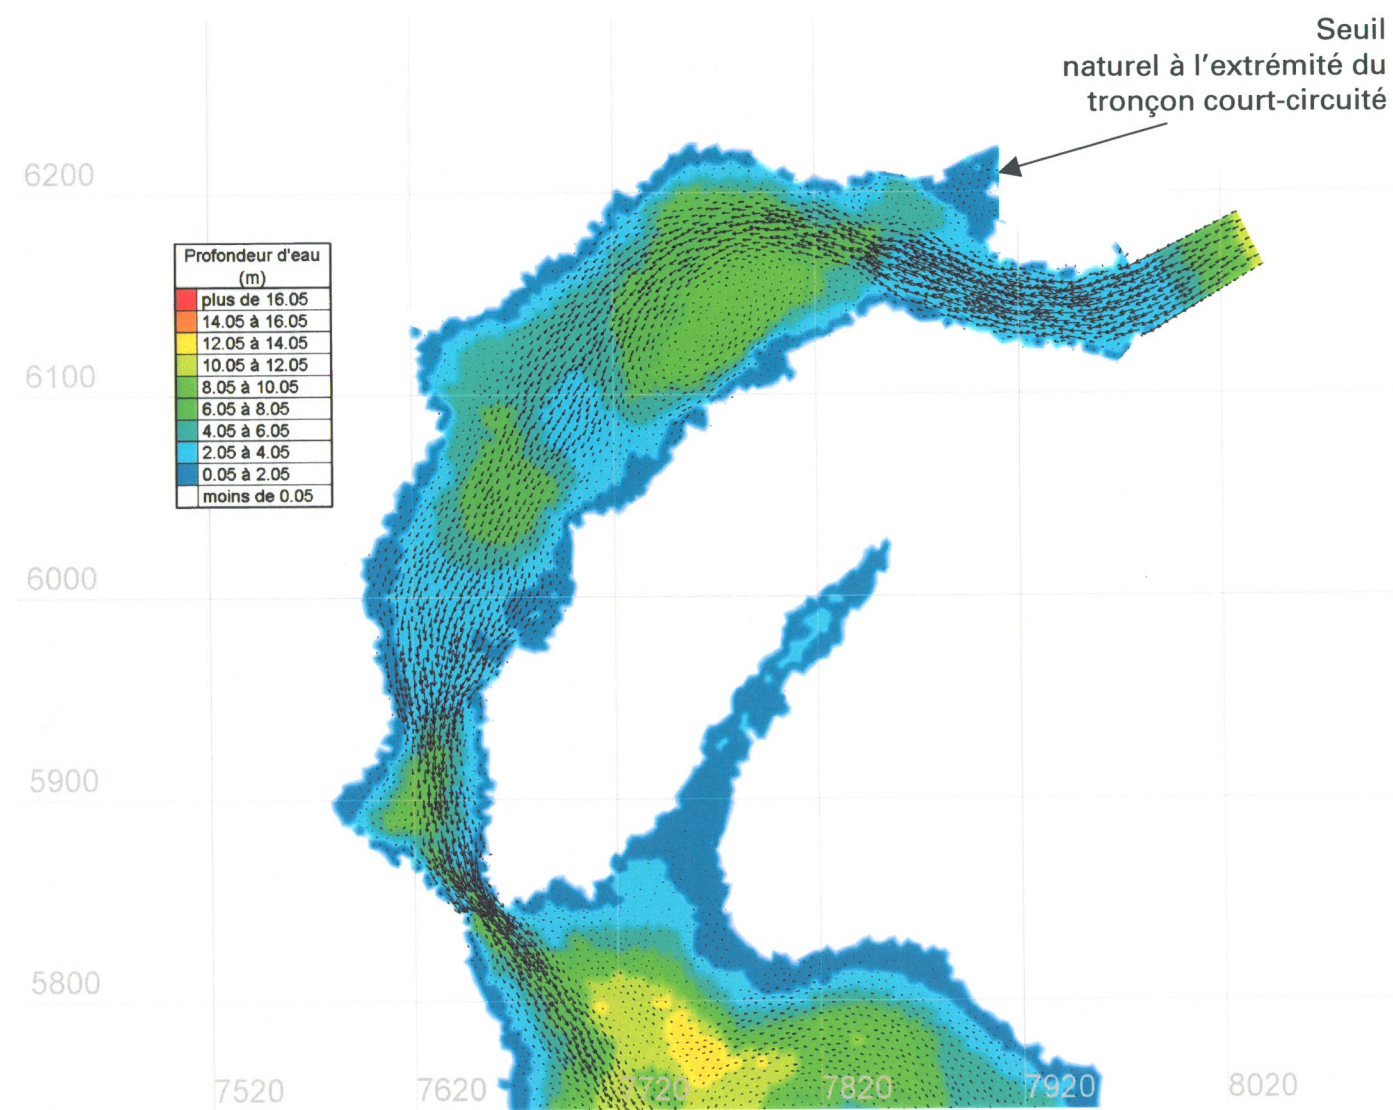 Seuil
naturel à l'extrémité du
tronçon court-circuité
6200
Profondeur d'eau
(m)
plus de 16.05
14.05 à 16.05
12.05 à 14.05
10.05 à 12.05
8.05 à 10.05
6.05 à 8.05
4.05 à 6.05
2.05 à 4.05
0.05 à 2.05
moins de 0.05
6100
6000
5900
5800
7520
7620
7720
7820
7920
8020